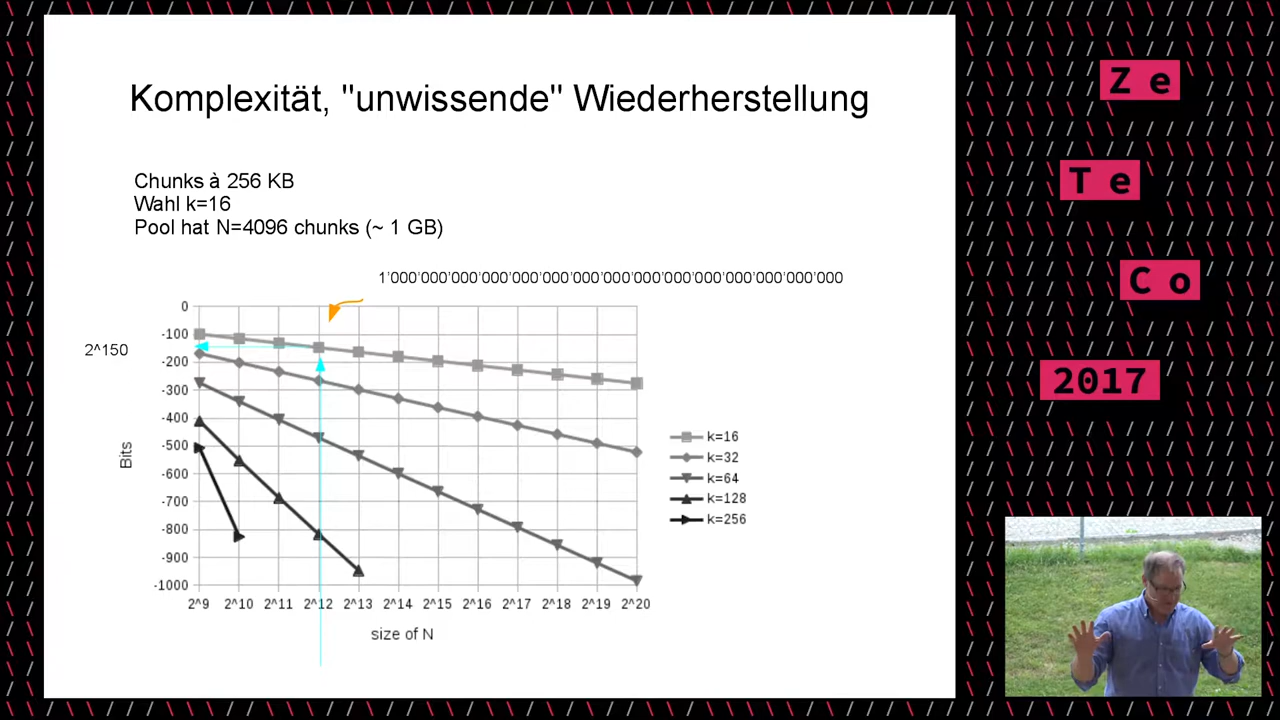 Komplexität, "unwissende" Wiederherstellung
Chunks à 256 KB
Wahl k=16
Pool hat N=4096 chunks (~ 1 GB)
1'000'000'000'000'000'000'000'000'000'000'000'000'000'000'000
0
-100
2^150
-200
-300
-400
-500
-600
-700
-800
-900
-1000
Bits
2^9 2^10 2^11 2^12 2^13 2^14 2^15 2^16 2^17 2^18 2^19 2^20
size of N
k=16
k=32
k=64
k=128
k=256
Z e
T e
C o
2017